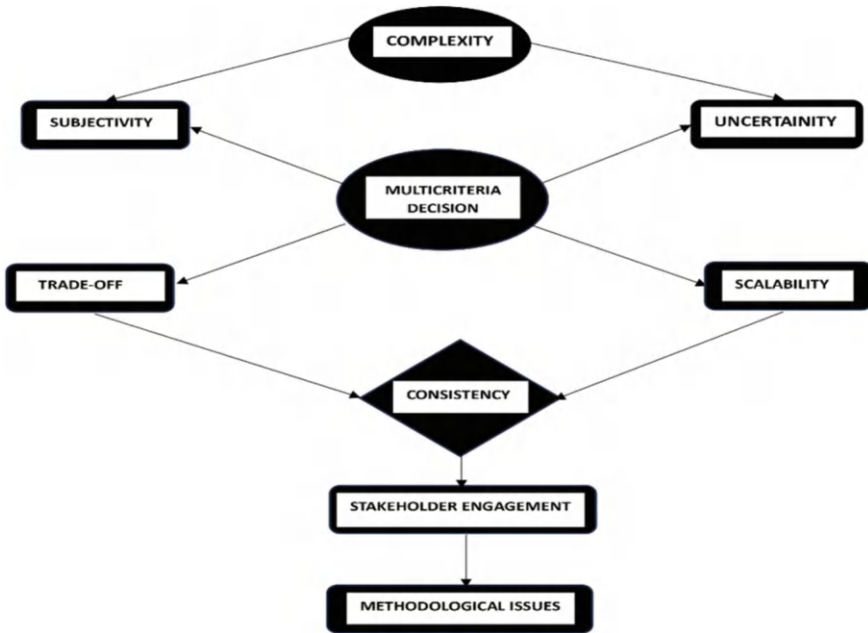 COMPLEXITY
SUBJECTIVITY
UNCERTAINITY
MULTICRITERIA
DECISION
TRADE-OFF
SCALABILITY
CONSISTENCY
STAKEHOLDER ENGAGEMENT
METHODOLOGICAL ISSUES